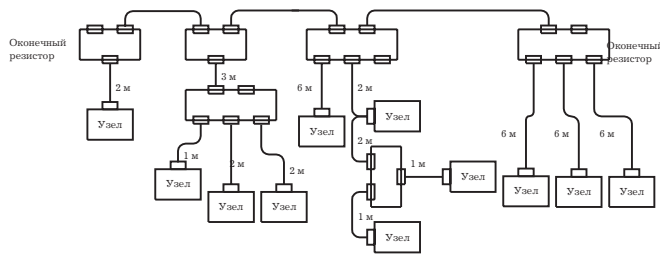 Оконечный
резистор
Оконечный
резистор
2 м
3 м
6 м
2 м
Узел
Узел
Узел
2 м
6 м
6 м
6 м
1 м
2 м
2 м
1 м
Узел
Узел
Узел
Узел
Узел
Узел
Узел
1 м
Узел